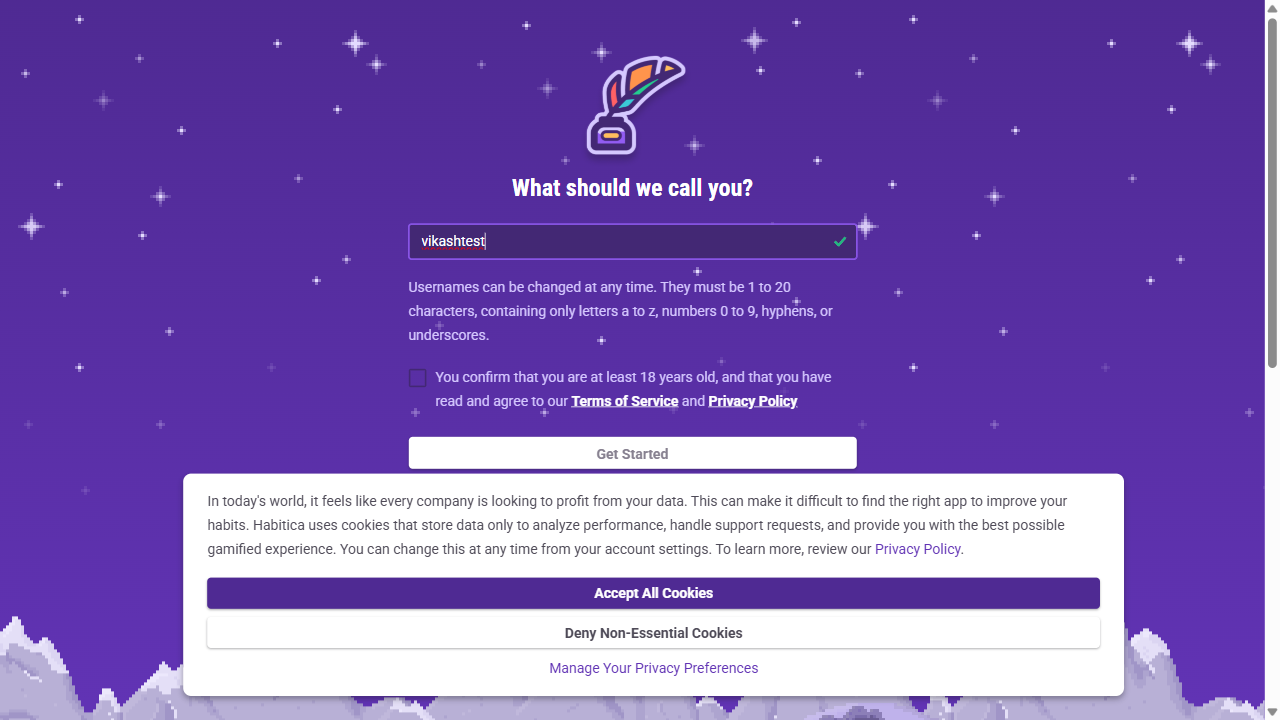 What should we call you?
vikashtest
Usernames can be changed at any time. They must be 1 to 20
characters, containing only letters a to z, numbers 0 to 9, hyphens, or
underscores.
You confirm that you are at least 18 years old, and that you have
read and agree to our Terms of Service and Privacy Policy
Get Started
In today's world, it feels like every company is looking to profit from your data. This can make it difficult to find the right app to improve your
habits. Habitica uses cookies that store data only to analyze performance, handle support requests, and provide you with the best possible
gamified experience. You can change this at any time from your account settings. To learn more, review our Privacy Policy.
Accept All Cookies
Deny Non-Essential Cookies
Manage Your Privacy Preferences